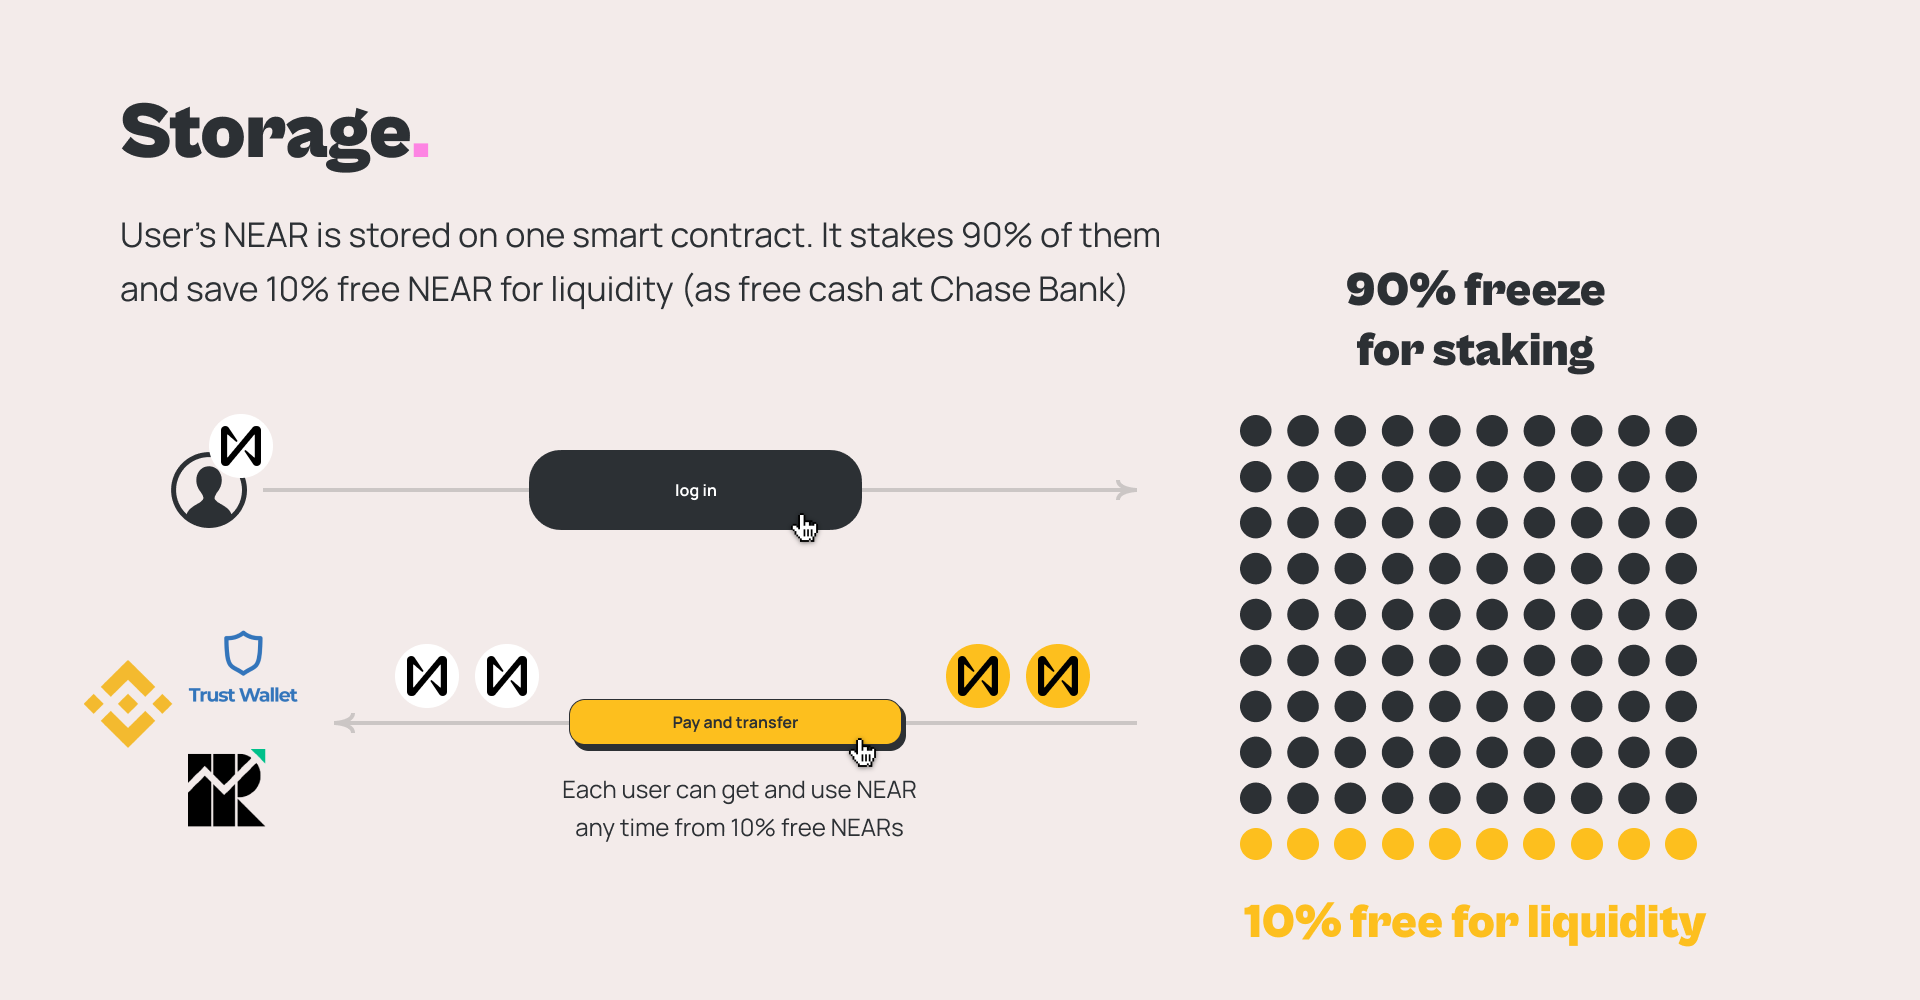 Storage.
User's NEAR is stored on one smart contract. It stakes 90% of them
and save 10% free NEAR for liquidity (as free cash at Chase Bank)
90% freeze
for staking
log in
Trust Wallet
Pay and transfer
Each user can get and use NEAR
any time from 10% free NEARs
10% free for liquidity